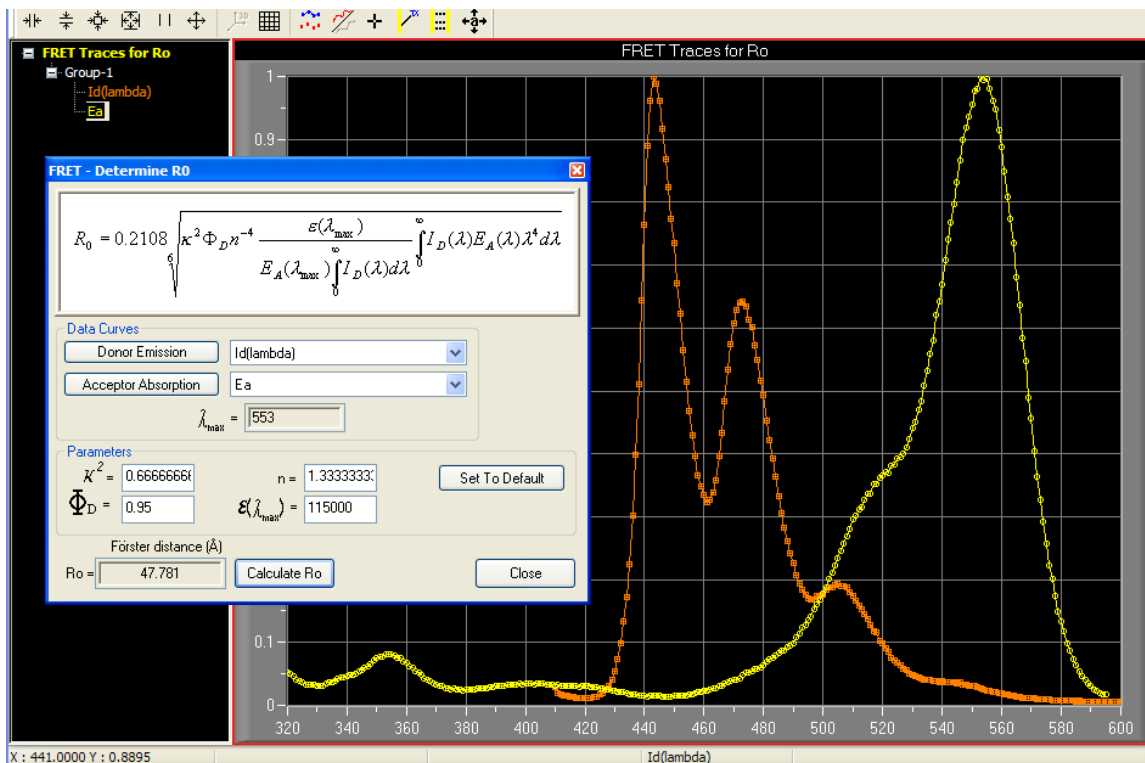 FRET Traces for Ro
Group-1
Id(lambda)
Ea
FRET Traces for Ro
1
0.9
0.1
0
320 340 360 380 400 420 440 460 480 500 520 540 560 580 600
FRET - Determine R0
R₀ = 0.2108 ⁶√ κ² Φ_D n⁻⁴ ε(λ_max) / E_A(λ_max) ∫₀^∞ I_D(λ)dλ ∫₀^∞ I_D(λ)E_A(λ)λ⁴dλ
Data Curves
Donor Emission Id(lambda)
Acceptor Absorption Ea
λ_max = 553
Parameters
K² = 0.6666666 n = 1.3333333 Set To Default
Φ_D = 0.95 ε(λ_max) = 115000
Förster distance (Å)
Ro = 47.781 Calculate Ro Close
X : 441.0000 Y : 0.8895 Id(lambda)